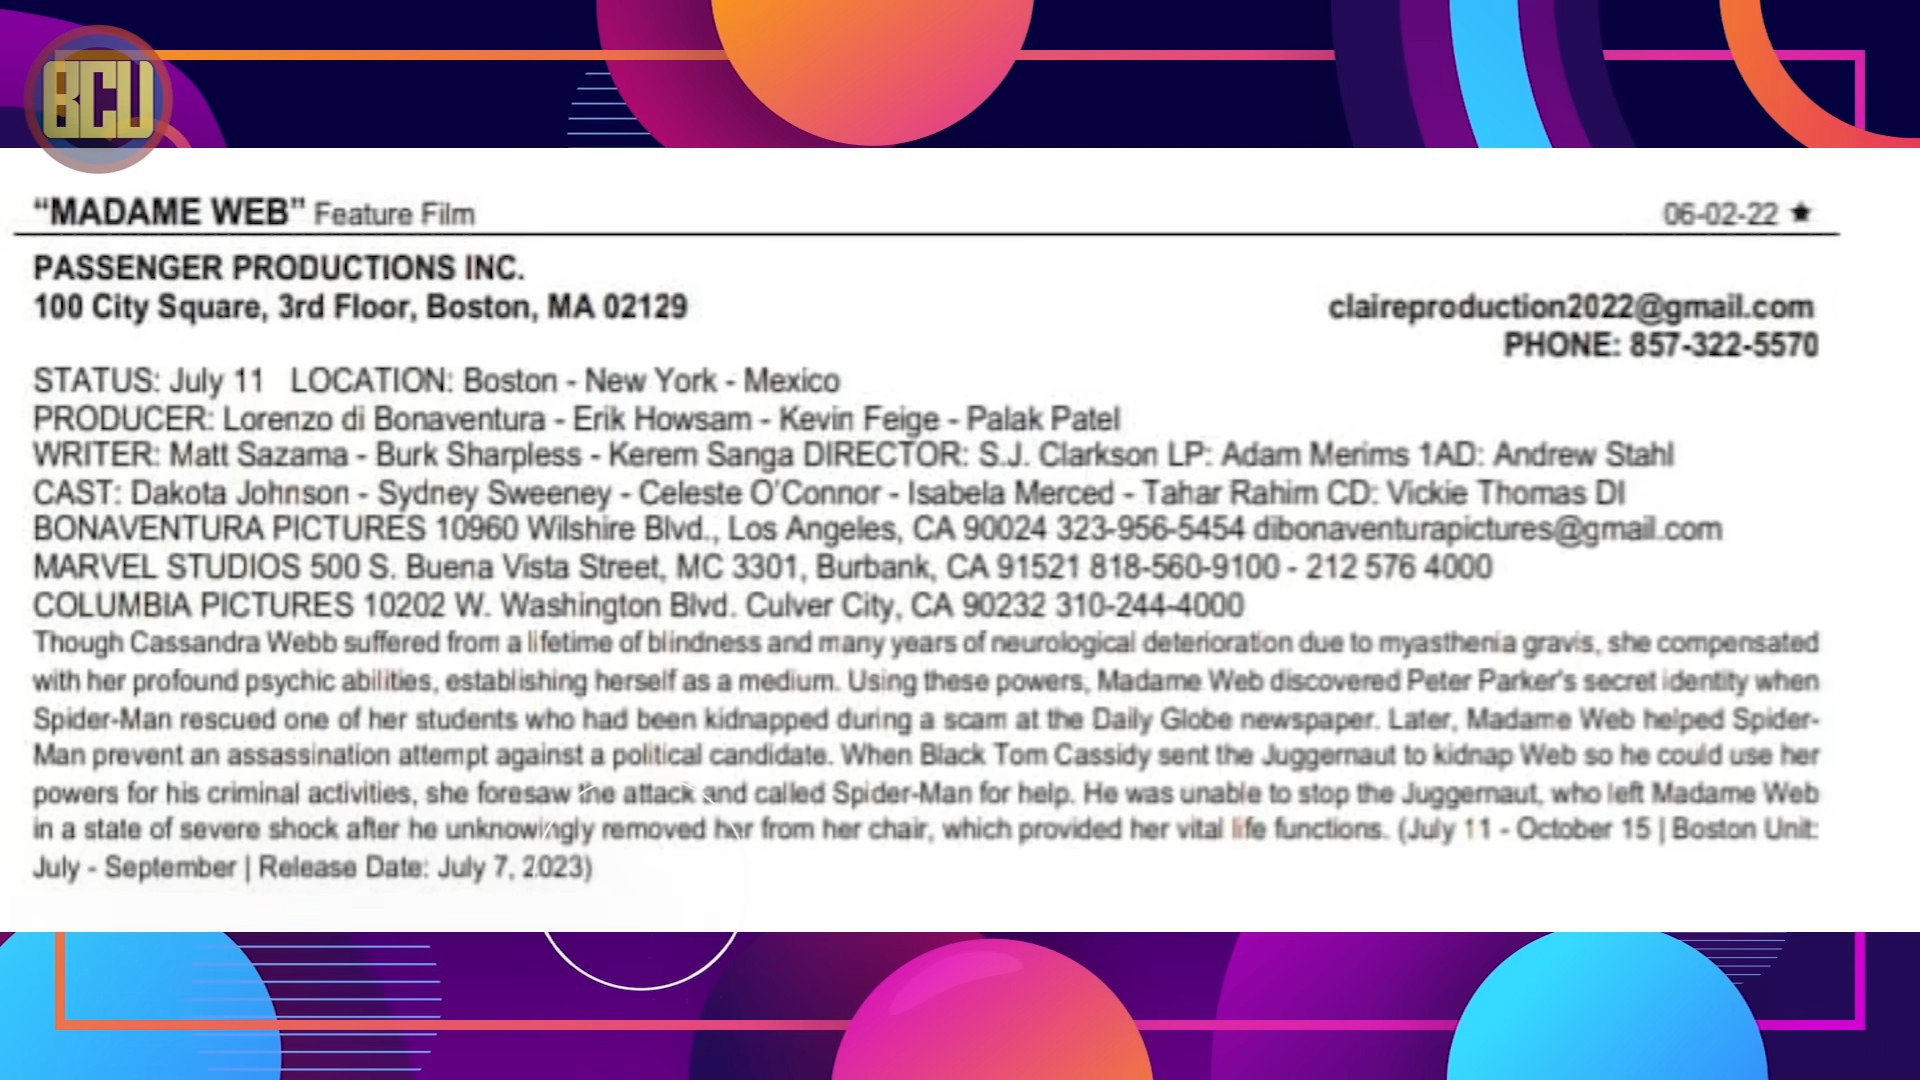 BCU
“MADAME WEB” Feature Film 06-02-22 ★
PASSENGER PRODUCTIONS INC.
100 City Square, 3rd Floor, Boston, MA 02129 claireproduction2022@gmail.com
PHONE: 857-322-5570
STATUS: July 11 LOCATION: Boston - New York - Mexico
PRODUCER: Lorenzo di Bonaventura - Erik Howsam - Kevin Feige - Palak Patel
WRITER: Matt Sazama - Burk Sharpless - Kerem Sanga DIRECTOR: S.J. Clarkson LP: Adam Merims 1AD: Andrew Stahl
CAST: Dakota Johnson - Sydney Sweeney - Celeste O'Connor - Isabela Merced - Tahar Rahim CD: Vickie Thomas DI
BONAVENTURA PICTURES 10960 Wilshire Blvd., Los Angeles, CA 90024 323-956-5454 dibonaventurapictures@gmail.com
MARVEL STUDIOS 500 S. Buena Vista Street, MC 3301, Burbank, CA 91521 818-560-9100 - 212 576 4000
COLUMBIA PICTURES 10202 W. Washington Blvd. Culver City, CA 90232 310-244-4000
Though Cassandra Webb suffered from a lifetime of blindness and many years of neurological deterioration due to myasthenia gravis, she compensated
with her profound psychic abilities, establishing herself as a medium. Using these powers, Madame Web discovered Peter Parker's secret identity when
Spider-Man rescued one of her students who had been kidnapped during a scam at the Daily Globe newspaper. Later, Madame Web helped Spider-
Man prevent an assassination attempt against a political candidate. When Black Tom Cassidy sent the Juggernaut to kidnap Web so he could use her
powers for his criminal activities, she foresaw the attack and called Spider-Man for help. He was unable to stop the Juggernaut, who left Madame Web
in a state of severe shock after he unknowingly removed her from her chair, which provided her vital life functions. (July 11 - October 15 | Boston Unit:
July - September | Release Date: July 7, 2023)